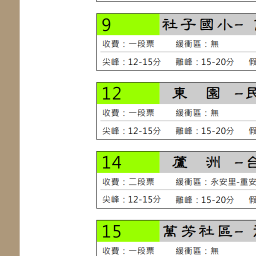 9 社子國小-
收費：一段票 緩衝區：無
尖峰：12-15分 離峰：15-20分
12 東 園 -民
收費：一段票 緩衝區：無
尖峰：12-15分 離峰：15-20分 假
14 蘆 洲 -台
收費：二段票 緩衝區：永安里-重安
尖峰：12-15分 離峰：15-20分 假
15 萬芳社區-
收費：一段票 緩衝區：無